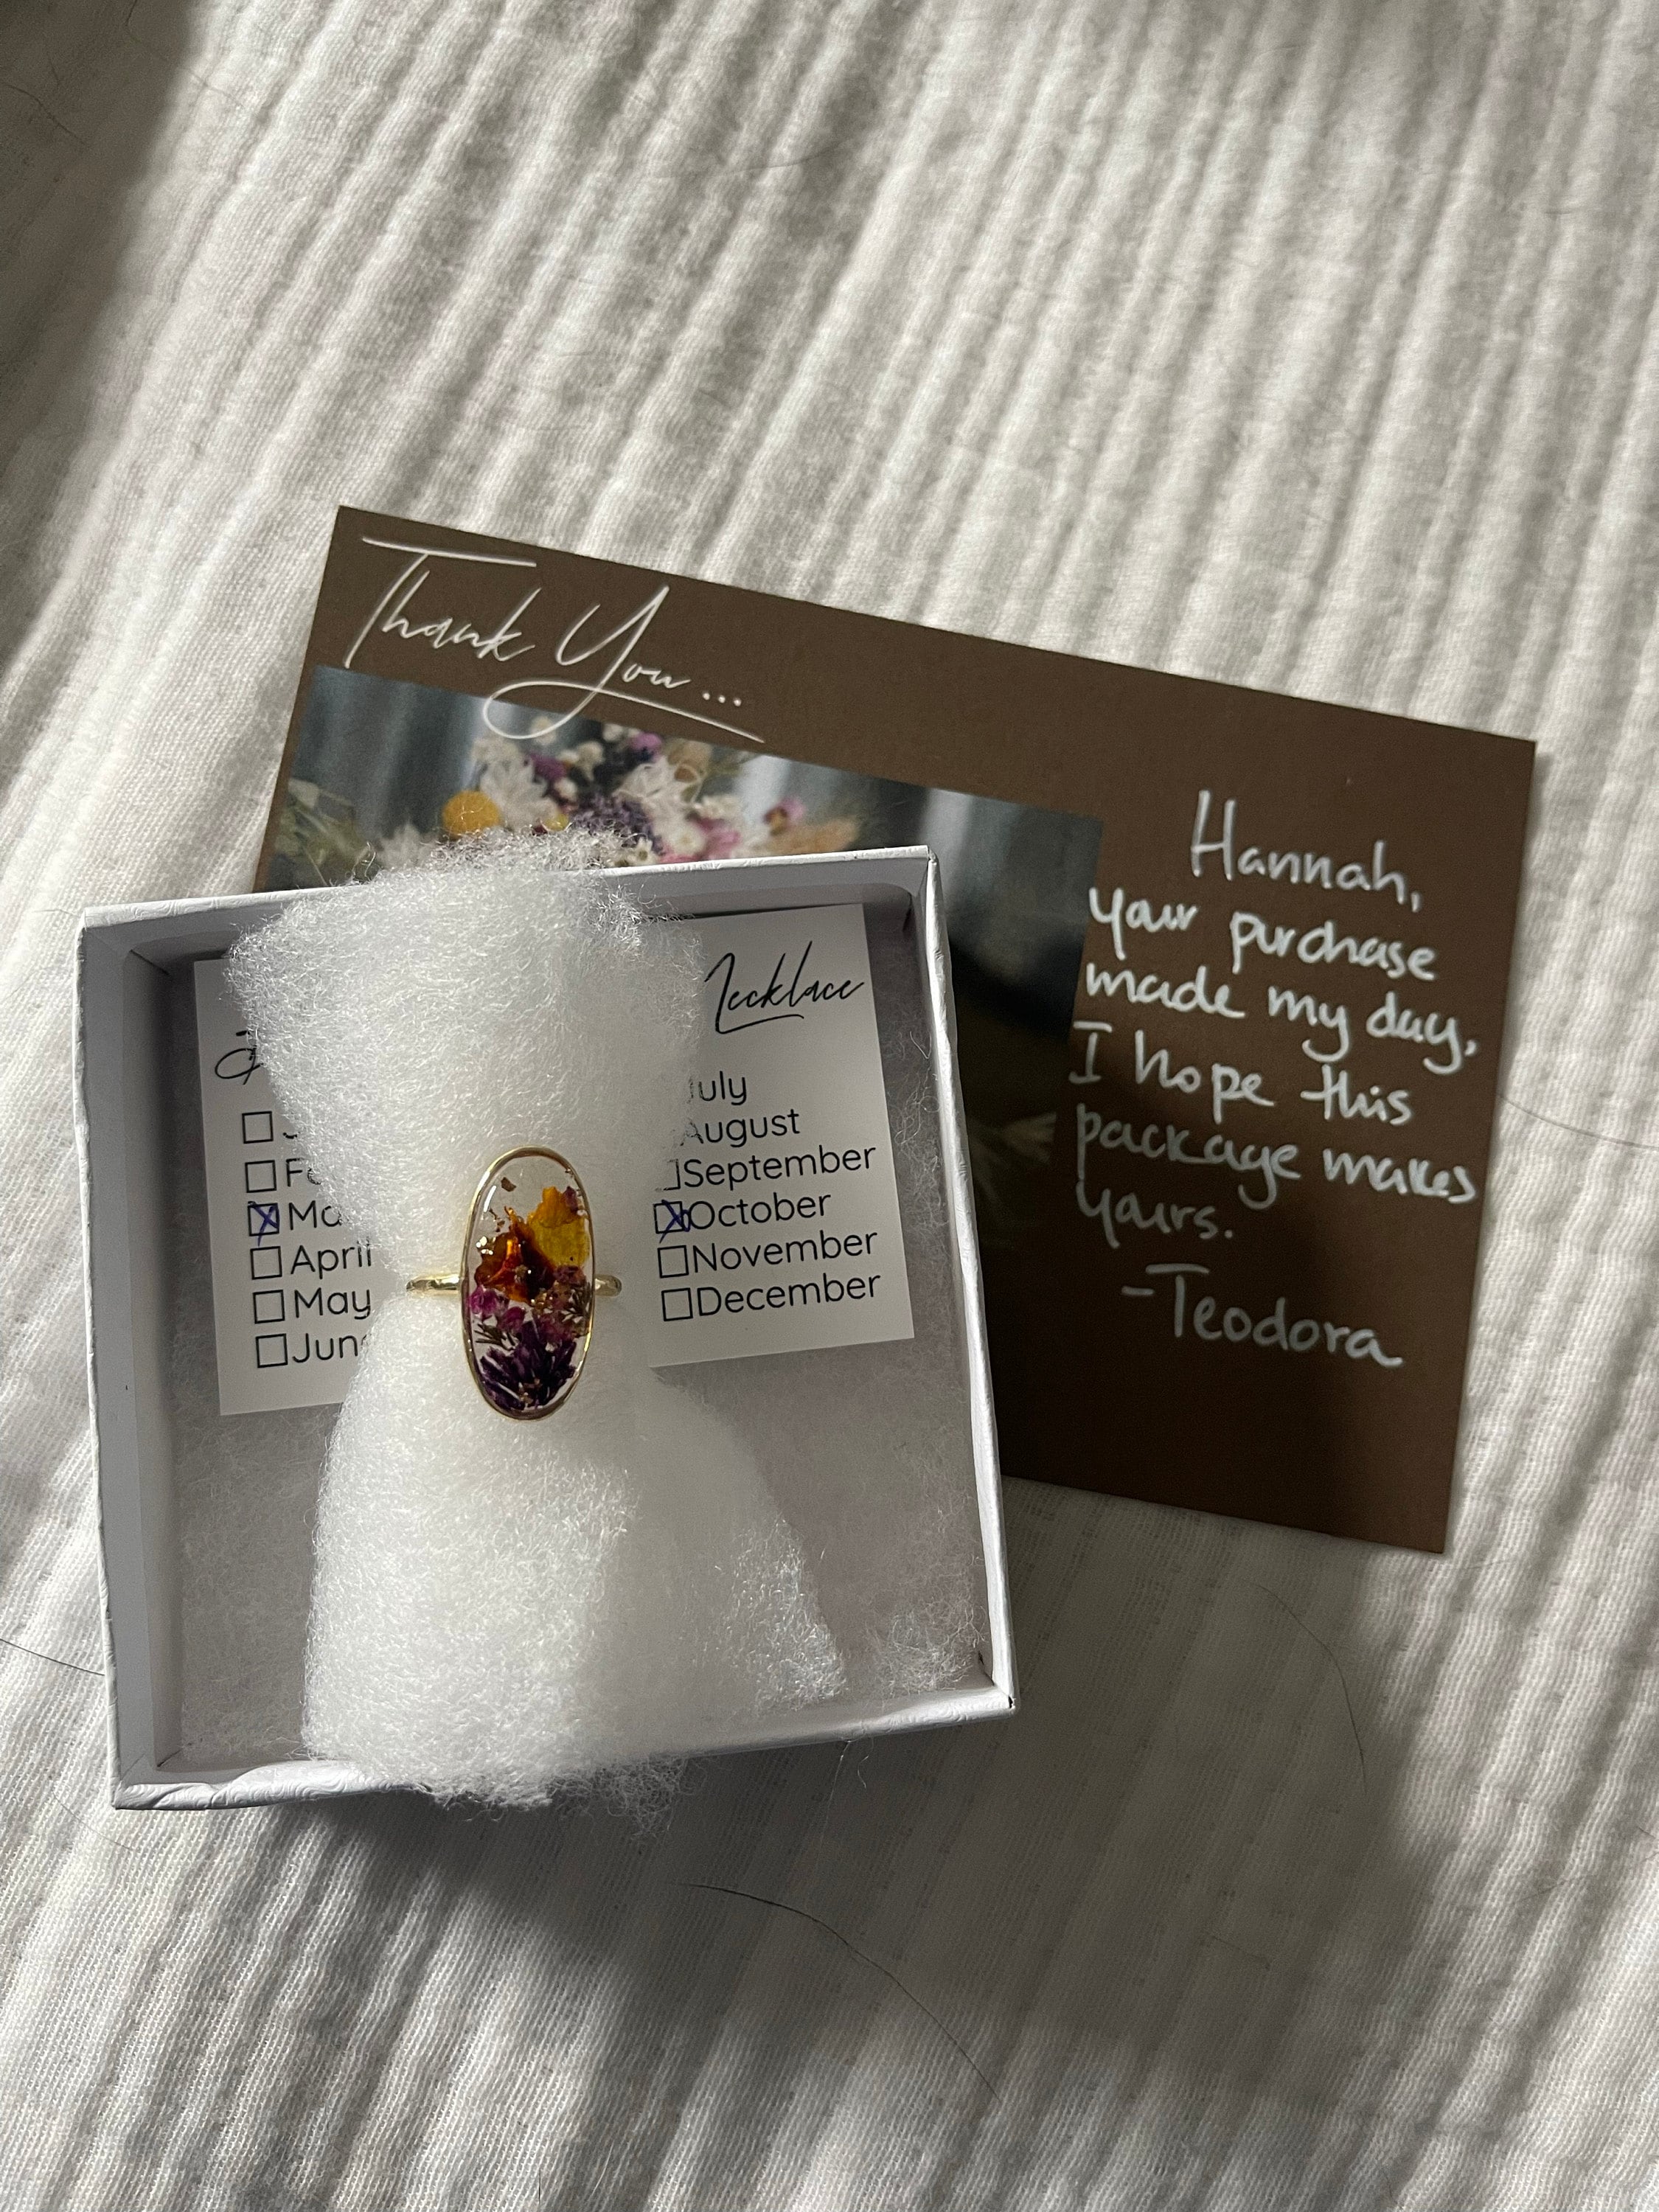 Thank You...
Hannah,
your purchase
made my day,
I hope this
package makes
yours.
-Teodora
Necklace
April
May
uly
August
September
October
November
December